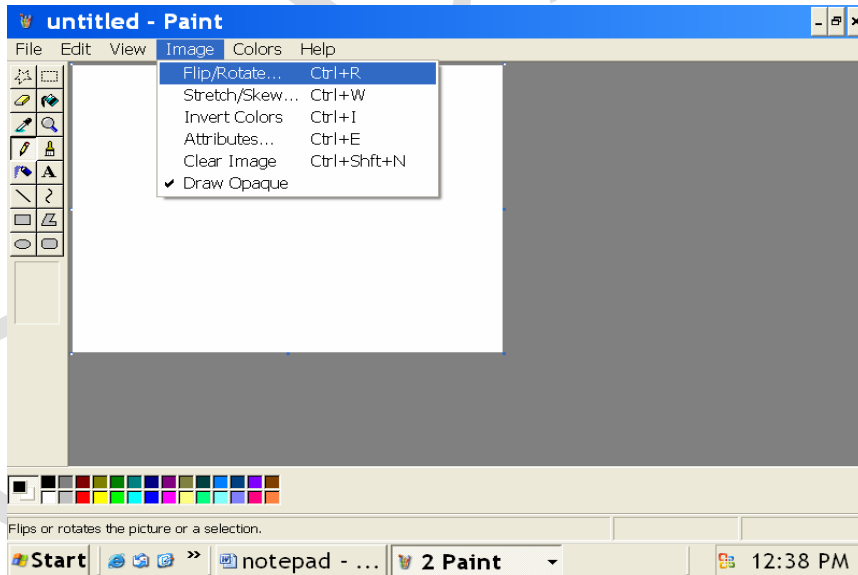 untitled - Paint
File Edit View Image Colors Help
Flip/Rotate... Ctrl+R
Stretch/Skew... Ctrl+W
Invert Colors Ctrl+I
Attributes... Ctrl+E
Clear Image Ctrl+Shft+N
Draw Opaque
A
Flips or rotates the picture or a selection.
Start » notepad - ... 2 Paint 12:38 PM